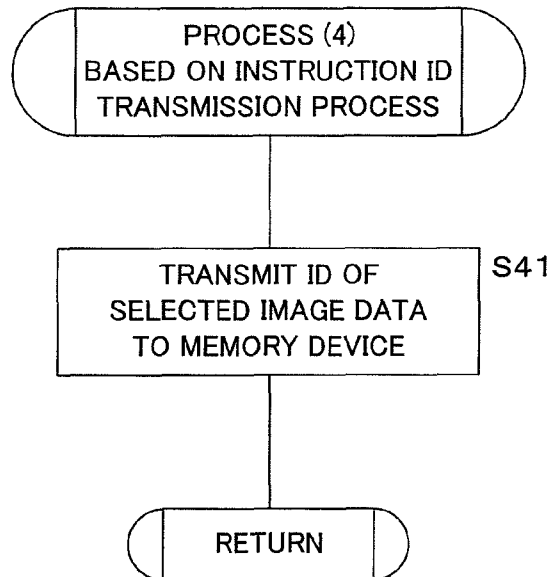 PROCESS (4)
BASED ON INSTRUCTION ID
TRANSMISSION PROCESS
TRANSMIT ID OF
SELECTED IMAGE DATA
TO MEMORY DEVICE
S41
RETURN